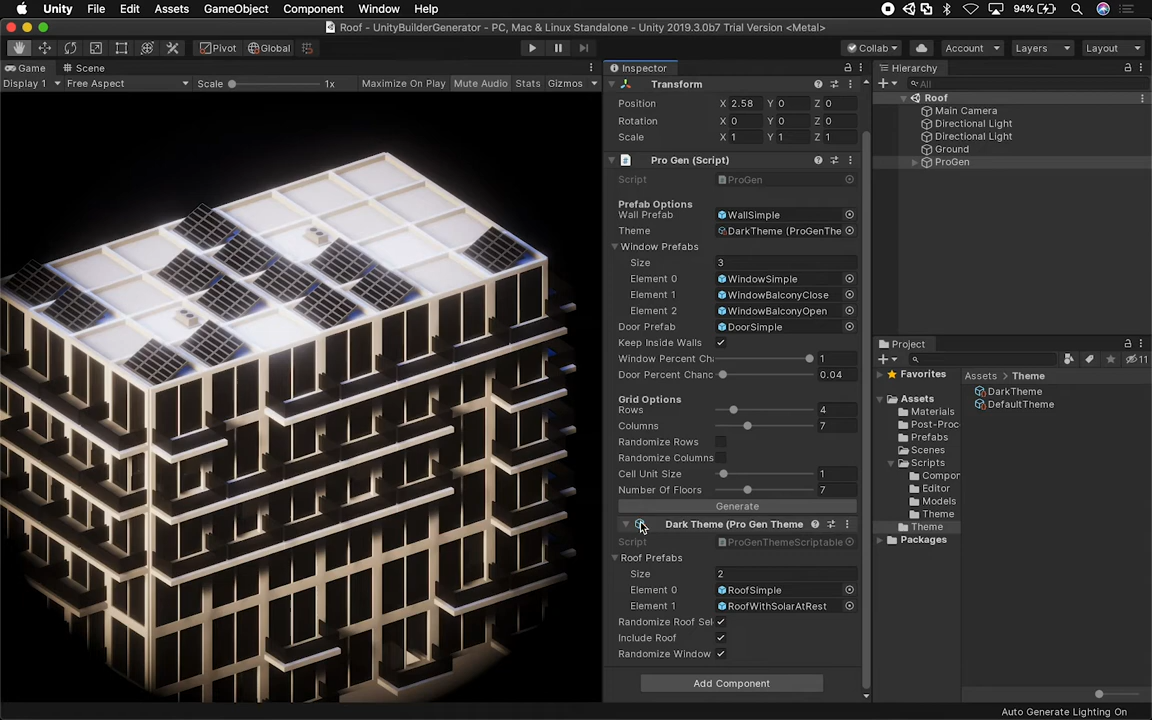 Unity File Edit Assets GameObject Component Window Help 94%
Roof - UnityBuilderGenerator - PC, Mac & Linux Standalone - Unity 2019.3.0b7 Trial Version <Metal>
Pivot Global Collab Account Layers Layout
Game Scene
Display 1 Free Aspect Scale 1x Maximize On Play Mute Audio Stats Gizmos
Inspector
Transform
Position X 2.58 Y 0 Z 0
Rotation X 0 Y 0 Z 0
Scale X 1 Y 1 Z 1
# Pro Gen (Script)
Script ProGen
Prefab Options
Wall Prefab WallSimple
Theme DarkTheme (ProGenThe
Window Prefabs
Size 3
Element 0 WindowSimple
Element 1 WindowBalconyClose
Element 2 WindowBalconyOpen
Door Prefab DoorSimple
Keep Inside Walls
Window Percent Cha 1
Door Percent Chanc 0.04
Grid Options
Rows 4
Columns 7
Randomize Rows
Randomize Columns
Cell Unit Size 1
Number Of Floors 7
Generate
Dark Theme (Pro Gen Theme
Script ProGenThemeScriptable
Roof Prefabs
Size 2
Element 0 RoofSimple
Element 1 RoofWIthSolarAtRest
Randomize Roof Sel
Include Roof
Randomize Window
Add Component
Hierarchy
All
Roof
Main Camera
Directional Light
Directional Light
Ground
ProGen
Project
11
Favorites
Assets
Materials
Post-Proc
Prefabs
Scenes
Scripts
Compor
Editor
Models
Theme
Theme
Packages
Assets > Theme
DarkTheme
DefaultTheme
Auto Generate Lighting On